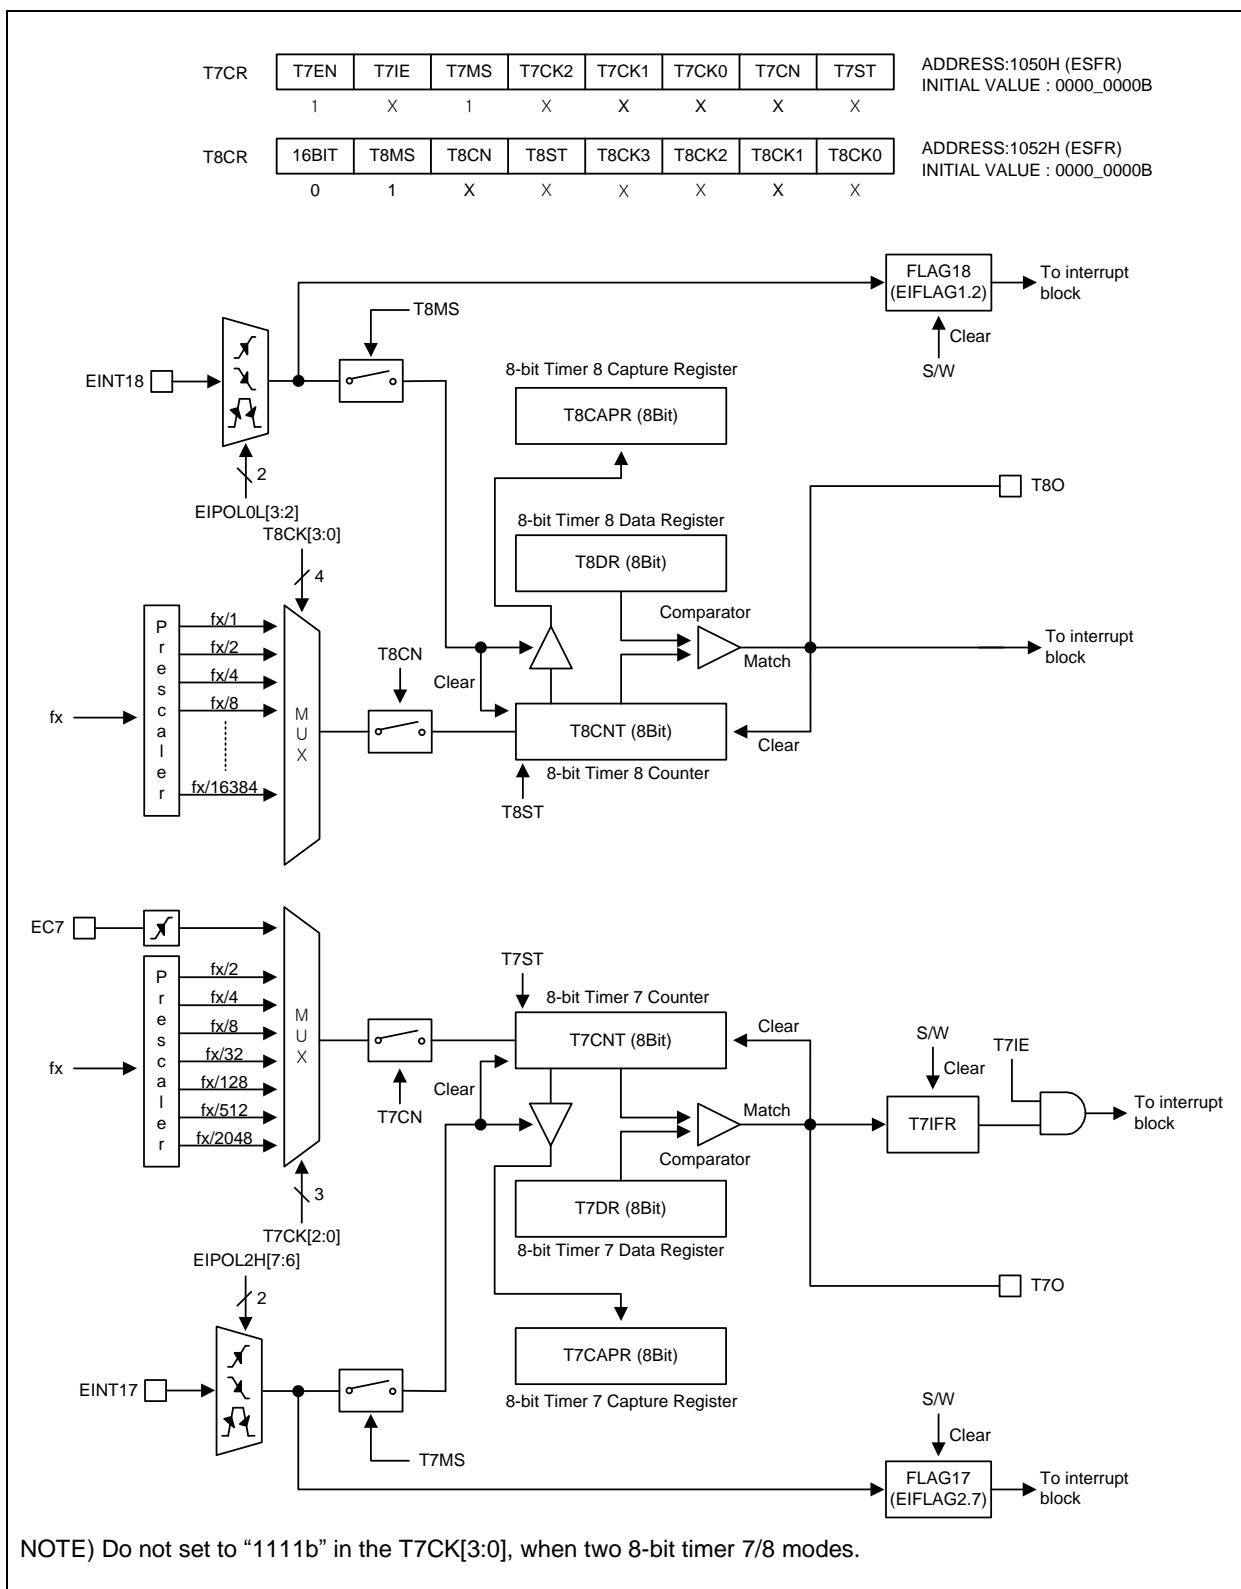 T7CR T7EN T7IE T7MS T7CK2 T7CK1 T7CK0 T7CN T7ST ADDRESS:1050H (ESFR)
INITIAL VALUE : 0000_0000B
1 X 1 X X X X X
T8CR 16BIT T8MS T8CN T8ST T8CK3 T8CK2 T8CK1 T8CK0 ADDRESS:1052H (ESFR)
INITIAL VALUE : 0000_0000B
0 1 X X X X X X
FLAG18
(EIFLAG1.2)
To interrupt
block
Clear
S/W
T8MS
EINT18
2
EIPOL0L[3:2]
8-bit Timer 8 Capture Register
T8CAPR (8Bit)
T8O
T8CK[3:0]
4
8-bit Timer 8 Data Register
T8DR (8Bit)
Comparator
Match
To interrupt
block
fx
Prescaler
fx/1
fx/2
fx/4
fx/8
fx/16384
MUX
T8CN
Clear
T8CNT (8Bit)
Clear
8-bit Timer 8 Counter
T8ST
EC7
fx
Prescaler
fx/2
fx/4
fx/8
fx/32
fx/128
fx/512
fx/2048
MUX
3
T7CK[2:0]
T7CN
T7ST
8-bit Timer 7 Counter
T7CNT (8Bit)
Clear
Clear
Match
Comparator
S/W
Clear
T7IFR
T7IE
To interrupt
block
T7DR (8Bit)
8-bit Timer 7 Data Register
T7O
EIPOL2H[7:6]
2
EINT17
T7CAPR (8Bit)
8-bit Timer 7 Capture Register
T7MS
S/W
Clear
FLAG17
(EIFLAG2.7)
To interrupt
block
NOTE) Do not set to “1111b” in the T7CK[3:0], when two 8-bit timer 7/8 modes.